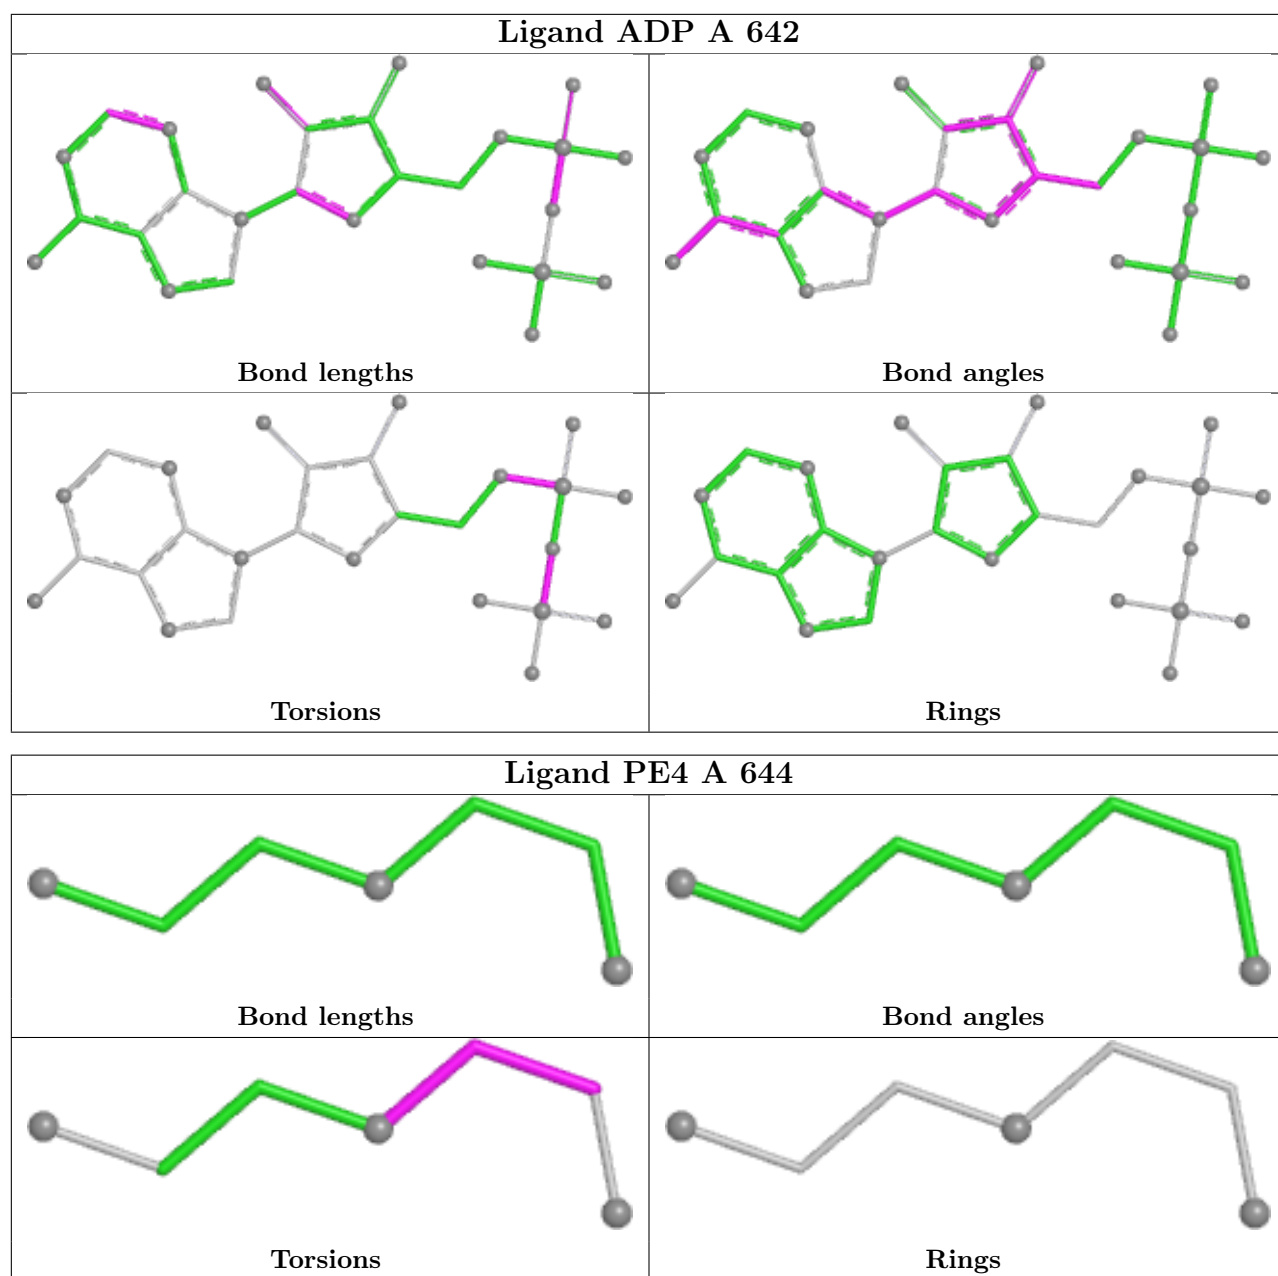 Ligand ADP A 642
Bond lengths
Bond angles
Torsions
Rings
Ligand PE4 A 644
Bond lengths
Bond angles
Torsions
Rings